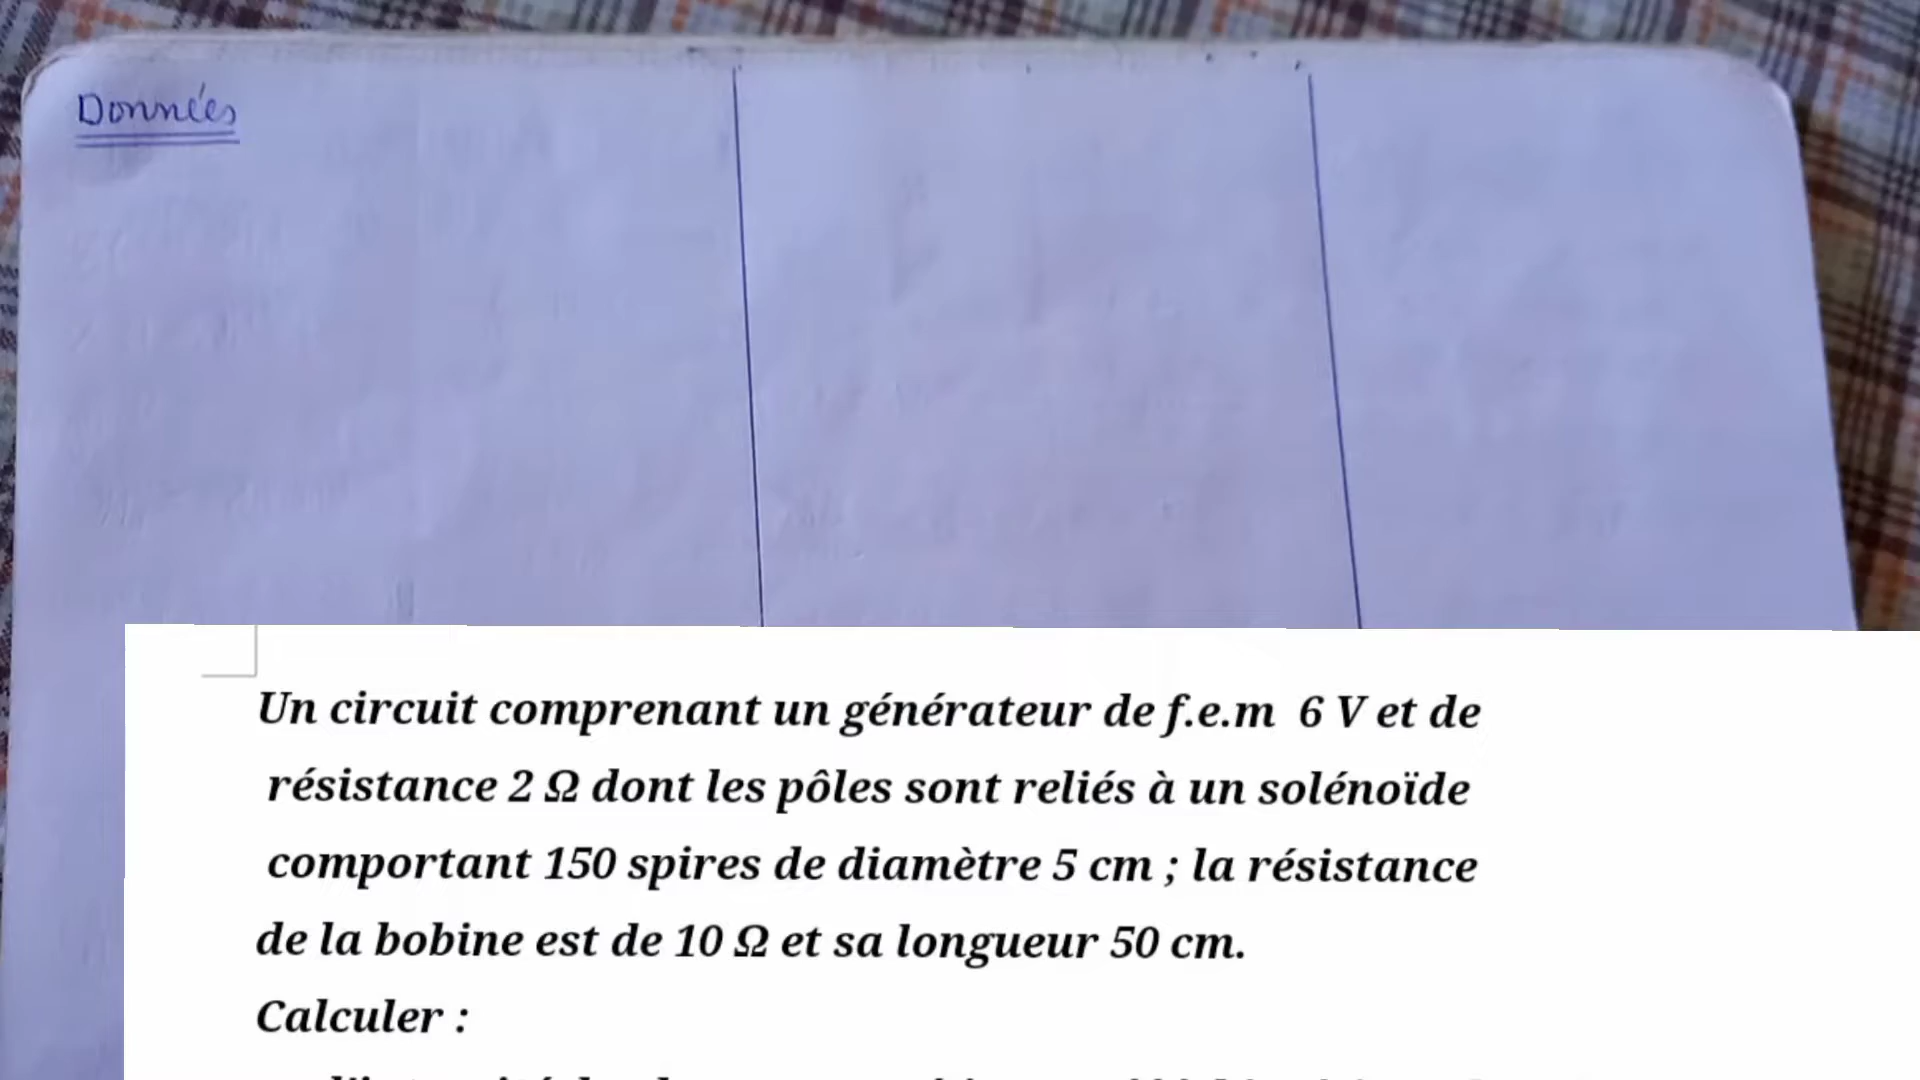 Données
Un circuit comprenant un générateur de f.e.m 6 V et de
résistance 2 Ω dont les pôles sont reliés à un solénoïde
comportant 150 spires de diamètre 5 cm ; la résistance
de la bobine est de 10 Ω et sa longueur 50 cm.
Calculer :